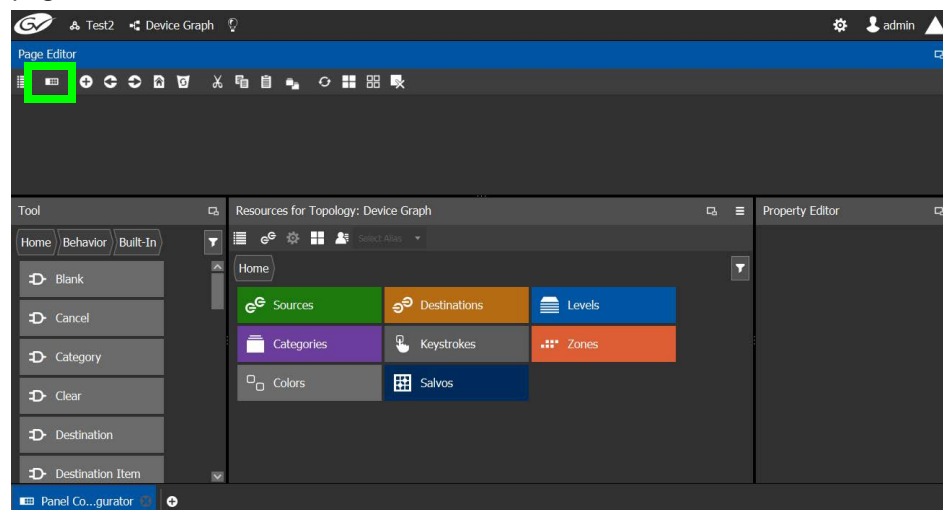 GV Test2 Device Graph admin
Page Editor
Tool Resources for Topology: Device Graph Property Editor
Home Behavior Built-In Select Alias
Home
Blank
Sources Destinations Levels
Cancel
Categories Keystrokes Zones
Category
Colors Salvos
Clear
Destination
Destination Item
Panel Co...gurator